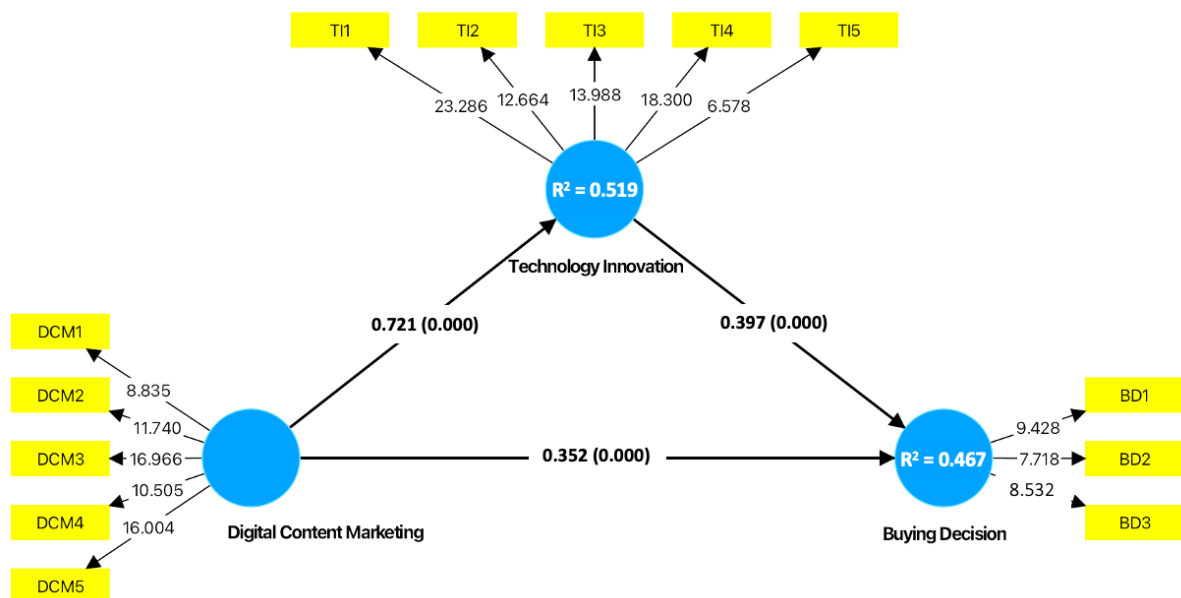 TI1
TI2
TI3
TI4
TI5
23.286
12.664
13.988
18.300
6.578
R² = 0.519
Technology Innovation
0.721 (0.000)
0.397 (0.000)
DCM1
DCM2
DCM3
DCM4
DCM5
8.835
11.740
16.966
10.505
16.004
Digital Content Marketing
0.352 (0.000)
R² = 0.467
Buying Decision
9.428
7.718
8.532
BD1
BD2
BD3